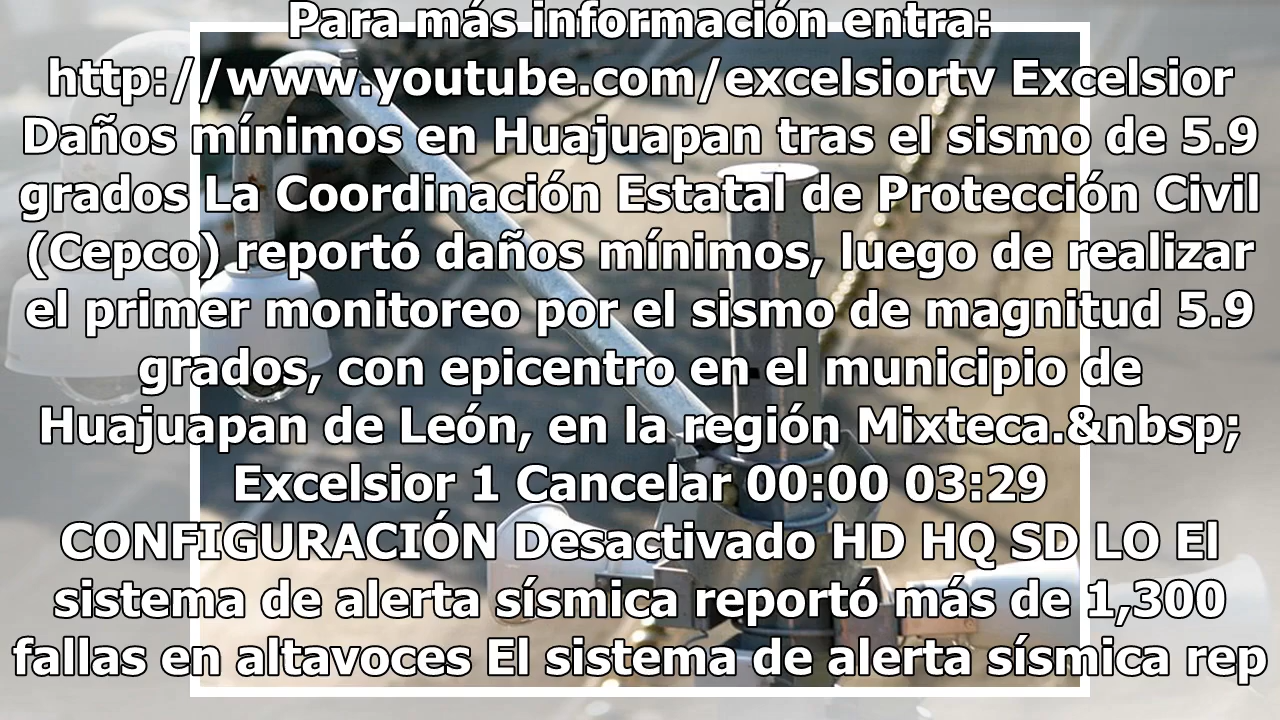 Para más información entra:
http://www.youtube.com/excelsiortv Excelsior
Daños mínimos en Huajuapan tras el sismo de 5.9
grados La Coordinación Estatal de Protección Civil
(Cepco) reportó daños mínimos, luego de realizar
el primer monitoreo por el sismo de magnitud 5.9
grados, con epicentro en el municipio de
Huajuapan de León, en la región Mixteca.&nbsp;
Excelsior 1 Cancelar 00:00 03:29
CONFIGURACIÓN Desactivado HD HQ SD LO El
sistema de alerta sísmica reportó más de 1,300
fallas en altavoces El sistema de alerta sísmica rep